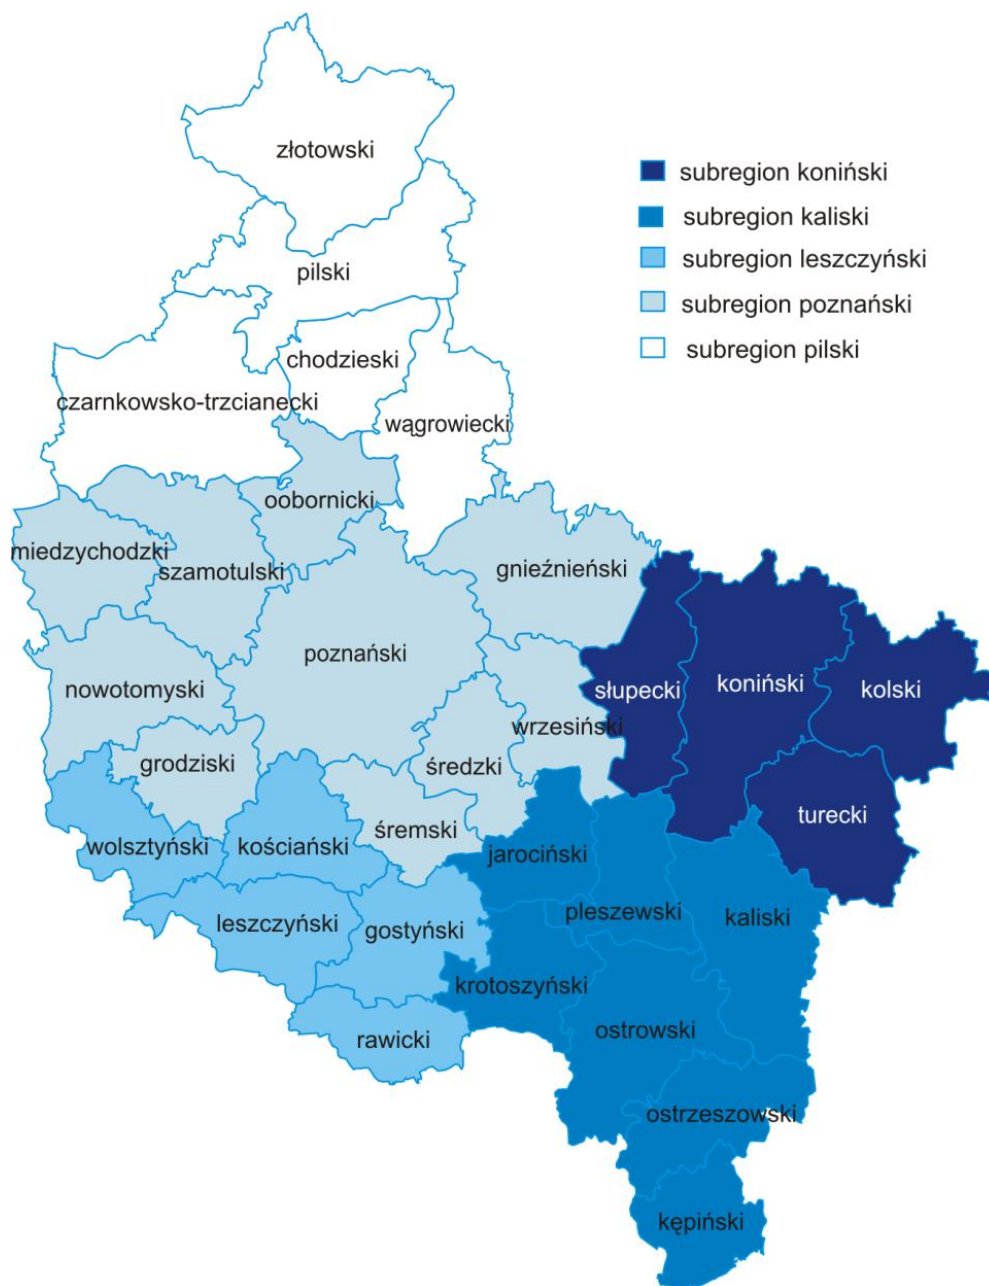 złotowski
subregion koniński
subregion kaliski
subregion leszczyński
subregion poznański
subregion pilski
pilski
chodzieski
czarnkowsko-trzcianecki
wągrowiecki
oobornicki
miedzychodzki
szamotulski
gnieźnieński
poznański
nowotomyski
słupecki
koniński
kolski
wrzesiński
grodziski
średzki
śremski
turecki
wolsztyński
kościański
jarociński
leszczyński
gostyński
pleszewski
kaliski
krotoszyński
ostrowski
rawicki
ostrzeszowski
kępiński